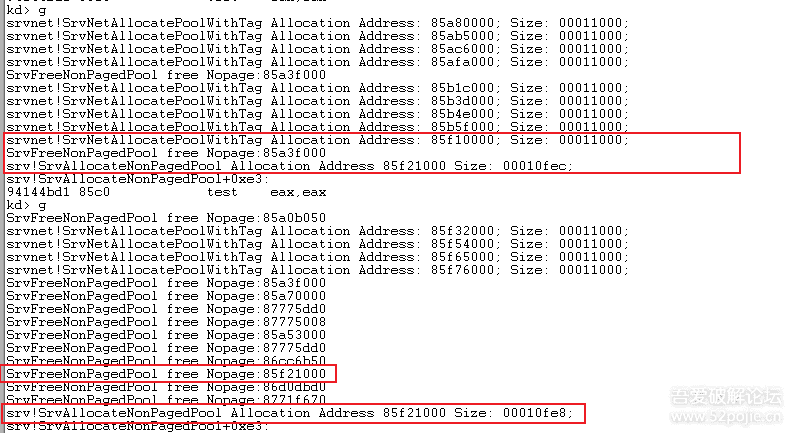 kd> g
srvnet!SrvNetAllocatePoolWithTag Allocation Address: 85a80000; Size: 00011000;
srvnet!SrvNetAllocatePoolWithTag Allocation Address: 85ab5000; Size: 00011000;
srvnet!SrvNetAllocatePoolWithTag Allocation Address: 85ac6000; Size: 00011000;
srvnet!SrvNetAllocatePoolWithTag Allocation Address: 85afa000; Size: 00011000;
SrvFreeNonPagedPool free Nopage:85a3f000
srvnet!SrvNetAllocatePoolWithTag Allocation Address: 85b1c000; Size: 00011000;
srvnet!SrvNetAllocatePoolWithTag Allocation Address: 85b3d000; Size: 00011000;
srvnet!SrvNetAllocatePoolWithTag Allocation Address: 85b4e000; Size: 00011000;
srvnet!SrvNetAllocatePoolWithTag Allocation Address: 85b5f000; Size: 00011000;
srvnet!SrvNetAllocatePoolWithTag Allocation Address: 85f10000; Size: 00011000;
SrvFreeNonPagedPool free Nopage:85a3f000
srv!SrvAllocateNonPagedPool Allocation Address 85f21000 Size: 00010fec;
srv!SrvAllocateNonPagedPool+0xe3:
94144bd1 85c0 test eax,eax
kd> g
SrvFreeNonPagedPool free Nopage:85a0b050
srvnet!SrvNetAllocatePoolWithTag Allocation Address: 85f32000; Size: 00011000;
srvnet!SrvNetAllocatePoolWithTag Allocation Address: 85f54000; Size: 00011000;
srvnet!SrvNetAllocatePoolWithTag Allocation Address: 85f65000; Size: 00011000;
srvnet!SrvNetAllocatePoolWithTag Allocation Address: 85f76000; Size: 00011000;
SrvFreeNonPagedPool free Nopage:85a3f000
SrvFreeNonPagedPool free Nopage:85a70000
SrvFreeNonPagedPool free Nopage:87775dd0
SrvFreeNonPagedPool free Nopage:87775008
SrvFreeNonPagedPool free Nopage:85a53000
SrvFreeNonPagedPool free Nopage:87775dd0
SrvFreeNonPagedPool free Nopage:86cc6b50
SrvFreeNonPagedPool free Nopage:85f21000
SrvFreeNonPagedPool free Nopage:86d0dbd0
SrvFreeNonPagedPool free Nopage:8771f670
srv!SrvAllocateNonPagedPool Allocation Address 85f21000 Size: 00010fe8;
srv!SrvAllocateNonPagedPool+0xe3:
吾爱破解论坛
www.52pojie.cn